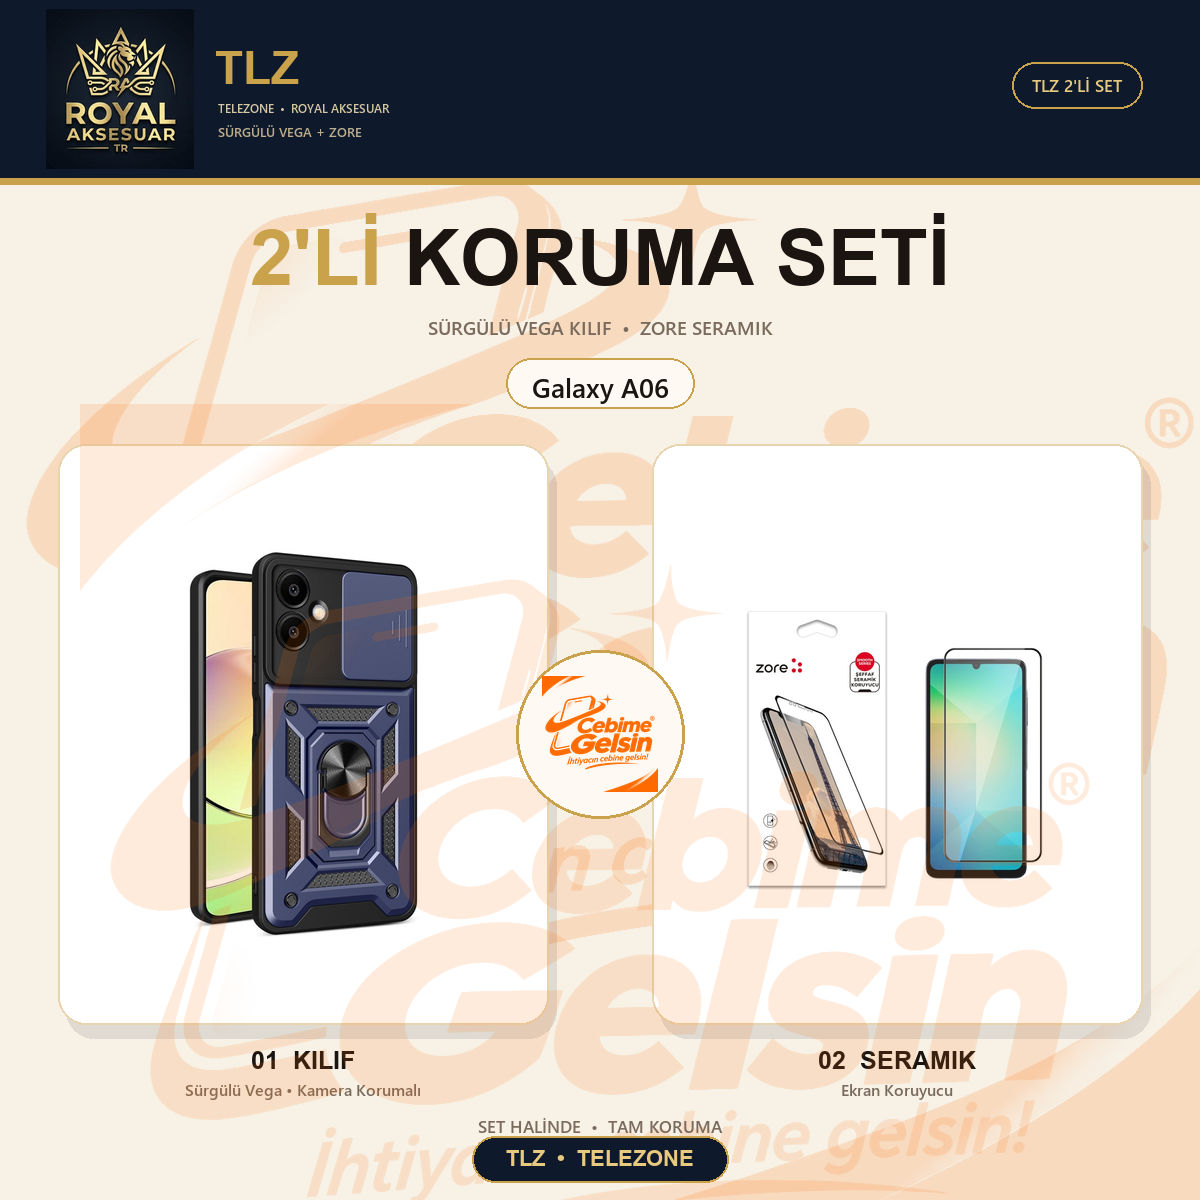 ROYAL
AKSESUAR
TR
TLZ
TELEZONE • ROYAL AKSESUAR
SÜRGÜLÜ VEGA + ZORE
TLZ 2'Lİ SET
2'Lİ KORUMA SETİ
SÜRGÜLÜ VEGA KILIF • ZORE SERAMIK
Galaxy A06
®
zore
ŞEFFAF
SERAMİK
KORUYUCU
Cebime®
Gelsin
İhtiyacın cebine gelsin!
Cebime®
Gelsin
01 KILIF
Sürgülü Vega • Kamera Korumalı
02 SERAMIK
Ekran Koruyucu
SET HALİNDE • TAM KORUMA
TLZ • TELEZONE